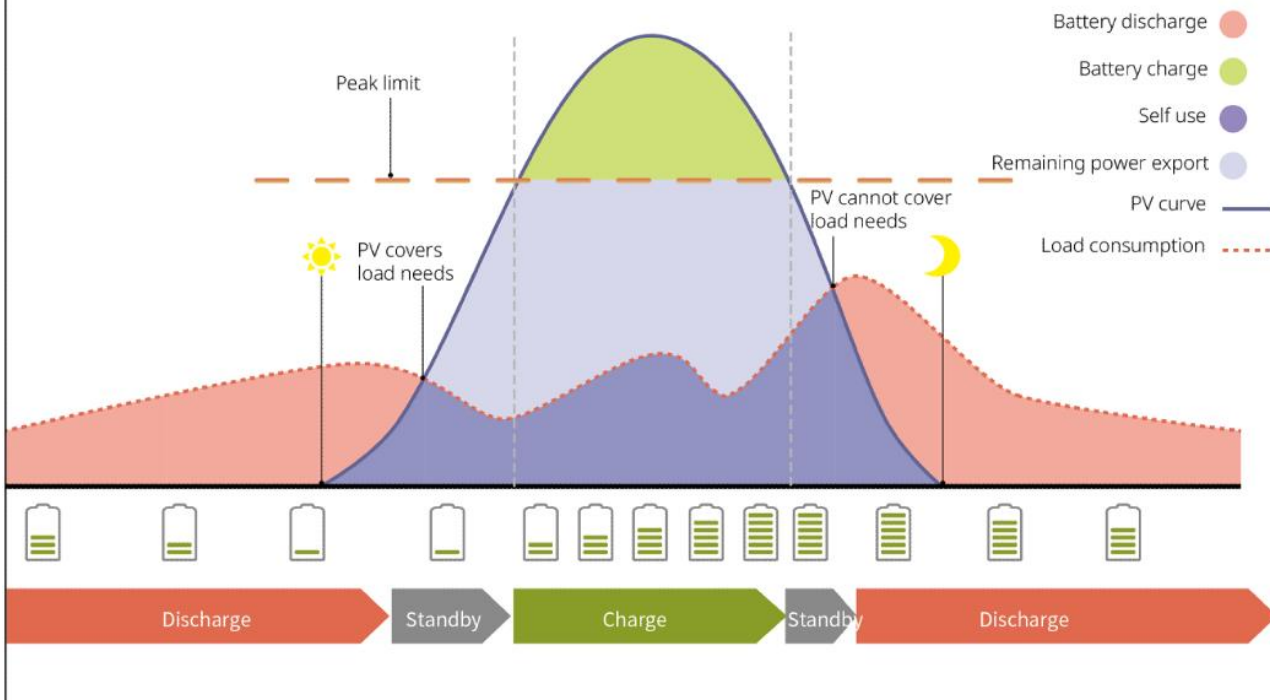 Battery discharge
Battery charge
Peak limit
Self use
Remaining power export
PV cannot cover
load needs
PV curve
PV covers
load needs
Load consumption
Discharge
Standby
Charge
Standby
Discharge